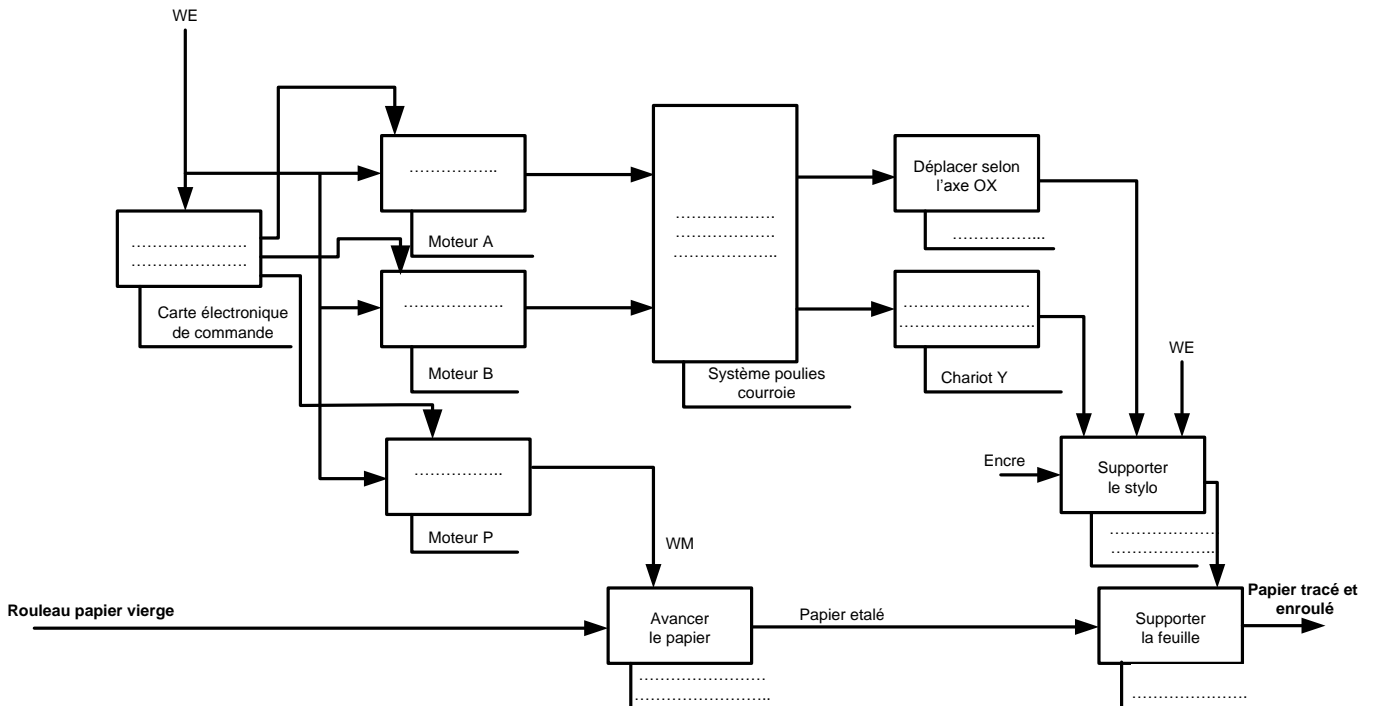 WE
Déplacer selon
l'axe OX
……………..
………………….
………………….
Moteur A
………………...
……………….
……………….
………………..
………………..
Carte électronique
de commande
…………………..
……………………..
Moteur B
Système poulies
courroie
Chariot Y
WE
Encre
Supporter
le stylo
……………..
Moteur P
WM
…………………
…………………
Rouleau papier vierge
Avancer
le papier
Papier etalé
Supporter
la feuille
Papier tracé et
enroulé
……………………
……………………..
………………….